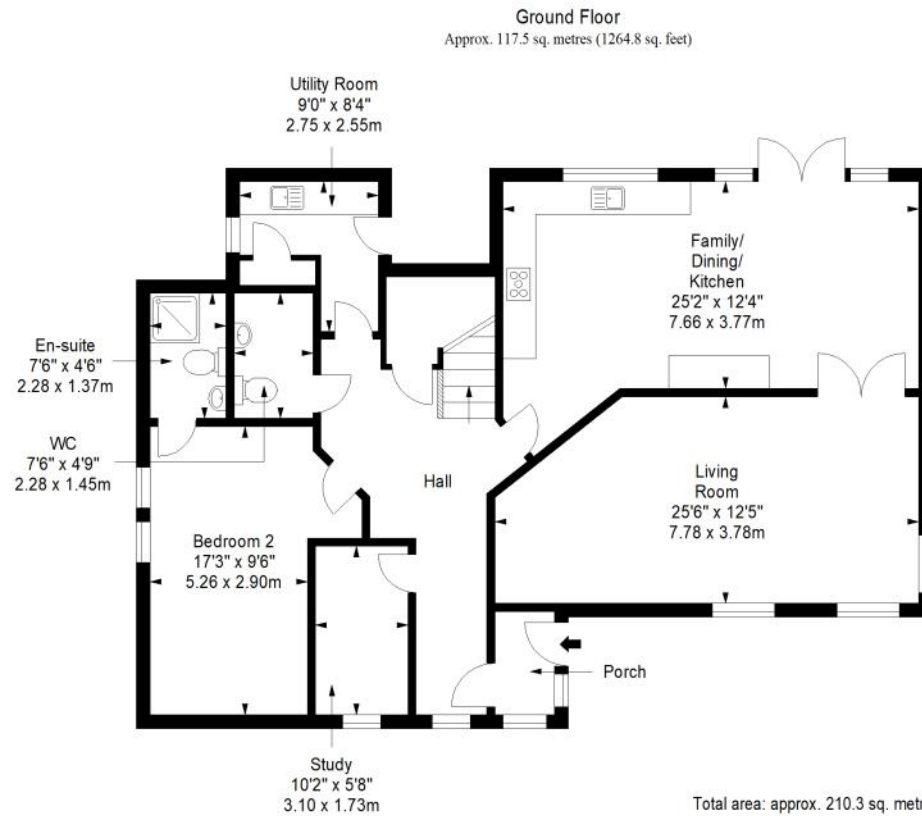 Ground Floor
Approx. 117.5 sq. metres (1264.8 sq. feet)
Utility Room
9'0" x 8'4"
2.75 x 2.55m
Family/
Dining/
Kitchen
25'2" x 12'4"
7.66 x 3.77m
En-suite
7'6" x 4'6"
2.28 x 1.37m
WC
7'6" x 4'9"
2.28 x 1.45m
Hall
Living
Room
25'6" x 12'5"
7.78 x 3.78m
Bedroom 2
17'3" x 9'6"
5.26 x 2.90m
Porch
Study
10'2" x 5'8"
3.10 x 1.73m
Total area: approx. 210.3 sq. metr